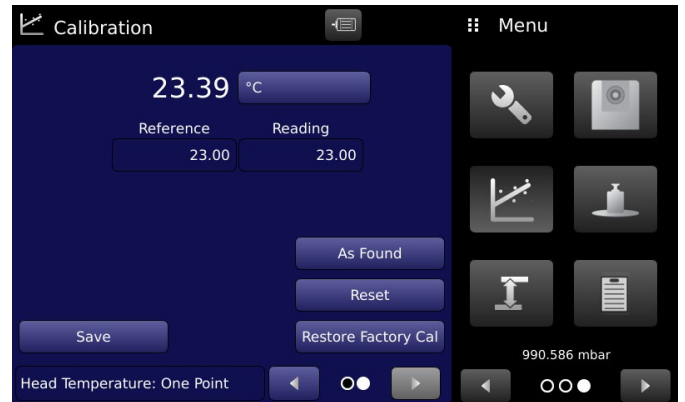 Calibration
23.39 °C
Reference Reading
23.00 23.00
As Found
Reset
Save Restore Factory Cal
Head Temperature: One Point
Menu
990.586 mbar